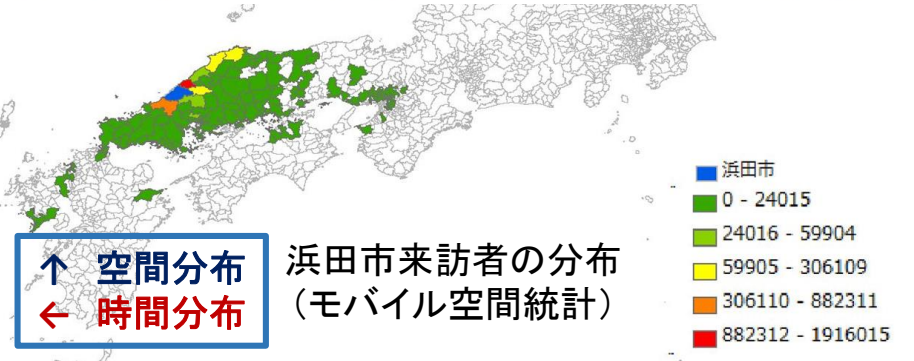 浜田市
0 - 24015
24016 - 59904
59905 - 306109
306110 - 882311
882312 - 1916015
↑ 空間分布
← 時間分布
浜田市来訪者の分布
（モバイル空間統計）